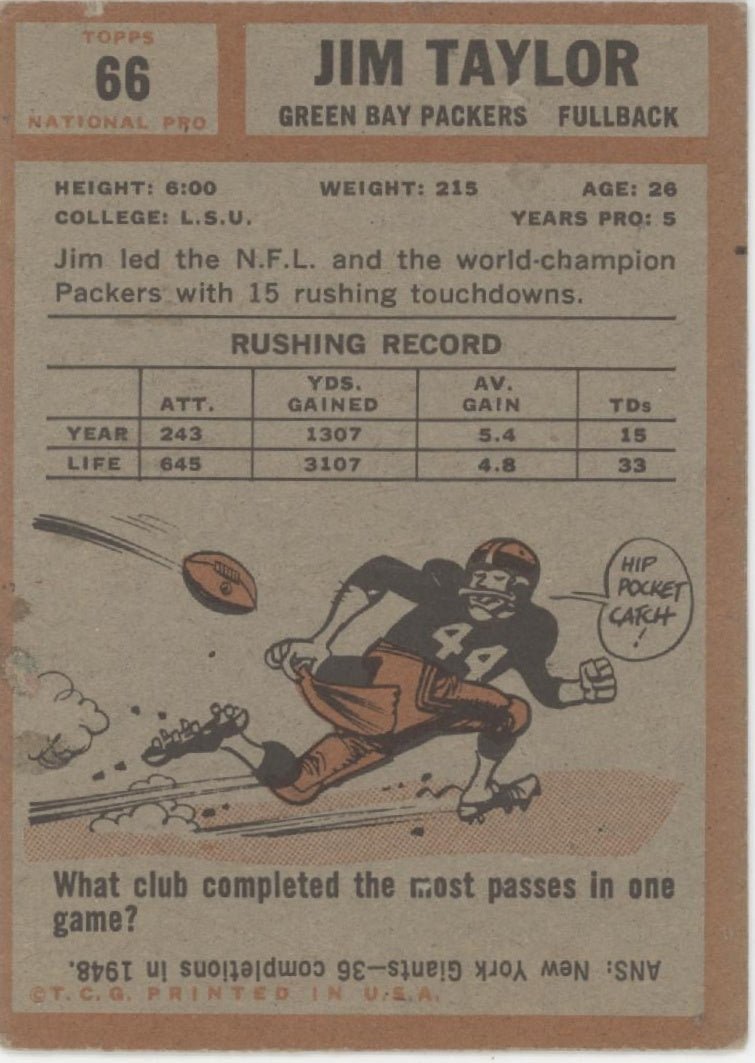 TOPPS
66
NATIONAL PRO
JIM TAYLOR
GREEN BAY PACKERS FULLBACK
HEIGHT: 6:00 WEIGHT: 215 AGE: 26
COLLEGE: L.S.U. YEARS PRO: 5
Jim led the N.F.L. and the world-champion
Packers with 15 rushing touchdowns.
RUSHING RECORD
ATT. YDS. GAINED AV. GAIN TDs
YEAR 243 1307 5.4 15
LIFE 645 3107 4.8 33
HIP
POCKET
CATCH
!
44
What club completed the most passes in one
game?
ANS: New York Giants—36 completions in 1948.
©T.C.G. PRINTED IN U.S.A.